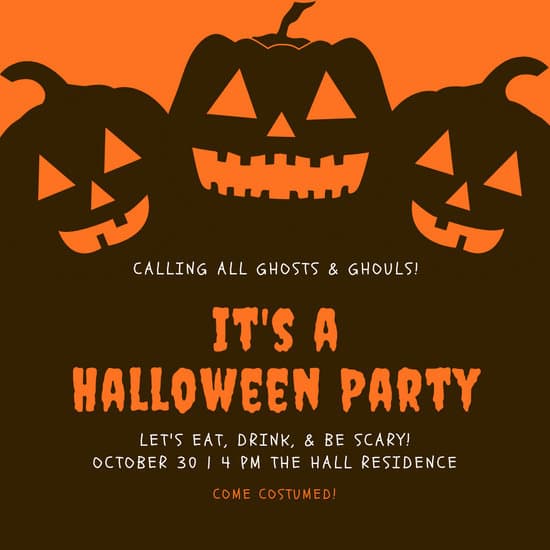 CALLING ALL GHOSTS & GHOULS!
IT'S A
HALLOWEEN PARTY
LET'S EAT, DRINK, & BE SCARY!
OCTOBER 30 | 4 PM THE HALL RESIDENCE
COME COSTUMED!